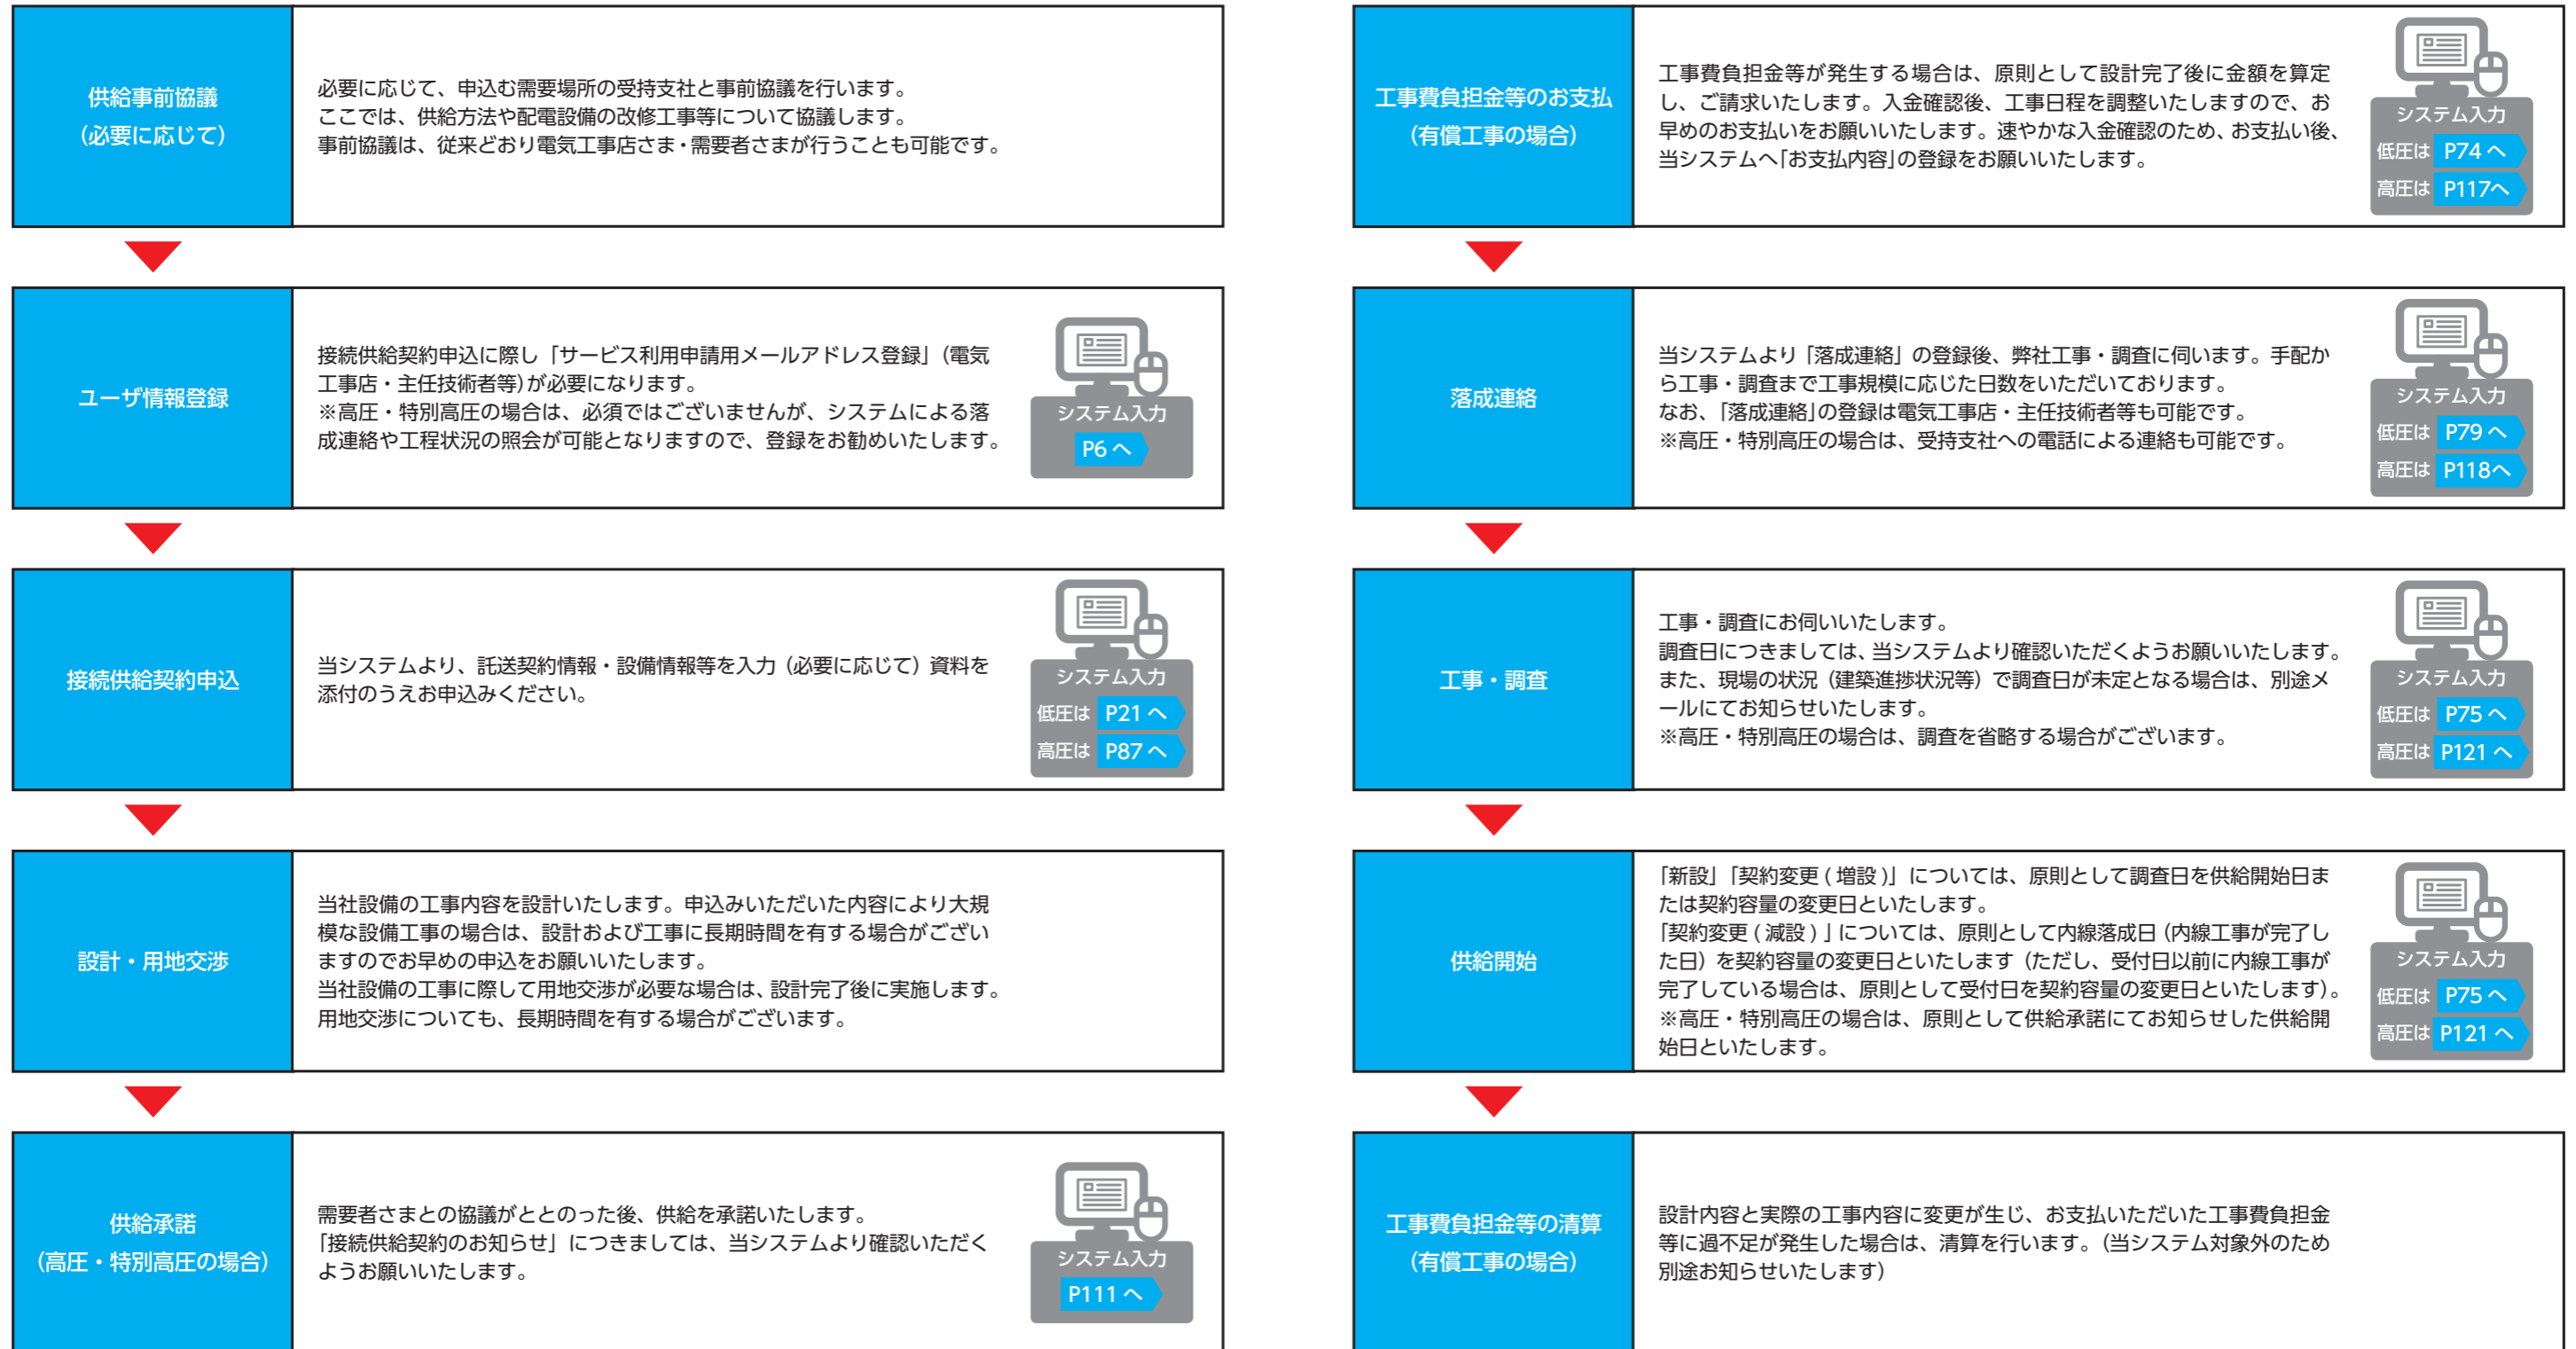 供給事前協議
（必要に応じて）
必要に応じて、申込む需要場所の受持支社と事前協議を行います。
ここでは、供給方法や配電設備の改修工事等について協議します。
事前協議は、従来どおり電気工事店さま・需要者さまが行うことも可能です。
ユーザ情報登録
接続供給契約申込に際し「サービス利用申請用メールアドレス登録」（電気
工事店・主任技術者等）が必要になります。
※高圧・特別高圧の場合は、必須ではございませんが、システムによる落
成連絡や工程状況の照会が可能となりますので、登録をお勧めいたします。
システム入力
P6 へ
接続供給契約申込
当システムより、託送契約情報・設備情報等を入力（必要に応じて）資料を
添付のうえお申込みください。
システム入力
低圧は P21 へ
高圧は P87 へ
設計・用地交渉
当社設備の工事内容を設計いたします。申込みいただいた内容により大規
模な設備工事の場合は、設計および工事に長期時間を有する場合がござい
ますのでお早めの申込をお願いいたします。
当社設備の工事に際して用地交渉が必要な場合は、設計完了後に実施します。
用地交渉についても、長期時間を有する場合がございます。
供給承諾
（高圧・特別高圧の場合）
需要者さまとの協議がととのった後、供給を承諾いたします。
「接続供給契約のお知らせ」につきましては、当システムより確認いただく
ようお願いいたします。
システム入力
P111 へ
工事費負担金等のお支払
（有償工事の場合）
工事費負担金等が発生する場合は、原則として設計完了後に金額を算定
し、ご請求いたします。入金確認後、工事日程を調整いたしますので、お
早めのお支払いをお願いいたします。速やかな入金確認のため、お支払い後、
当システムへ「お支払内容」の登録をお願いいたします。
システム入力
低圧は P74 へ
高圧は P117へ
落成連絡
当システムより「落成連絡」の登録後、弊社工事・調査に伺います。手配か
ら工事・調査まで工事規模に応じた日数をいただいております。
なお、「落成連絡」の登録は電気工事店・主任技術者等も可能です。
※高圧・特別高圧の場合は、受持支社への電話による連絡も可能です。
システム入力
低圧は P79 へ
高圧は P118へ
工事・調査
工事・調査にお伺いいたします。
調査日につきましては、当システムより確認いただくようお願いいたします。
また、現場の状況（建築進捗状況等）で調査日が未定となる場合は、別途メ
ールにてお知らせいたします。
※高圧・特別高圧の場合は、調査を省略する場合がございます。
システム入力
低圧は P75 へ
高圧は P121 へ
供給開始
「新設」「契約変更 ( 増設 )」については、原則として調査日を供給開始日ま
たは契約容量の変更日といたします。
「契約変更 ( 減設 ) 」については、原則として内線落成日（内線工事が完了し
た日）を契約容量の変更日といたします（ただし、受付日以前に内線工事が
完了している場合は、原則として受付日を契約容量の変更日といたします）。
※高圧・特別高圧の場合は、原則として供給承諾にてお知らせした供給開
始日といたします。
システム入力
低圧は P75 へ
高圧は P121 へ
工事費負担金等の清算
（有償工事の場合）
設計内容と実際の工事内容に変更が生じ、お支払いただいた工事費負担金
等に過不足が発生した場合は、清算を行います。（当システム対象外のため
別途お知らせいたします）